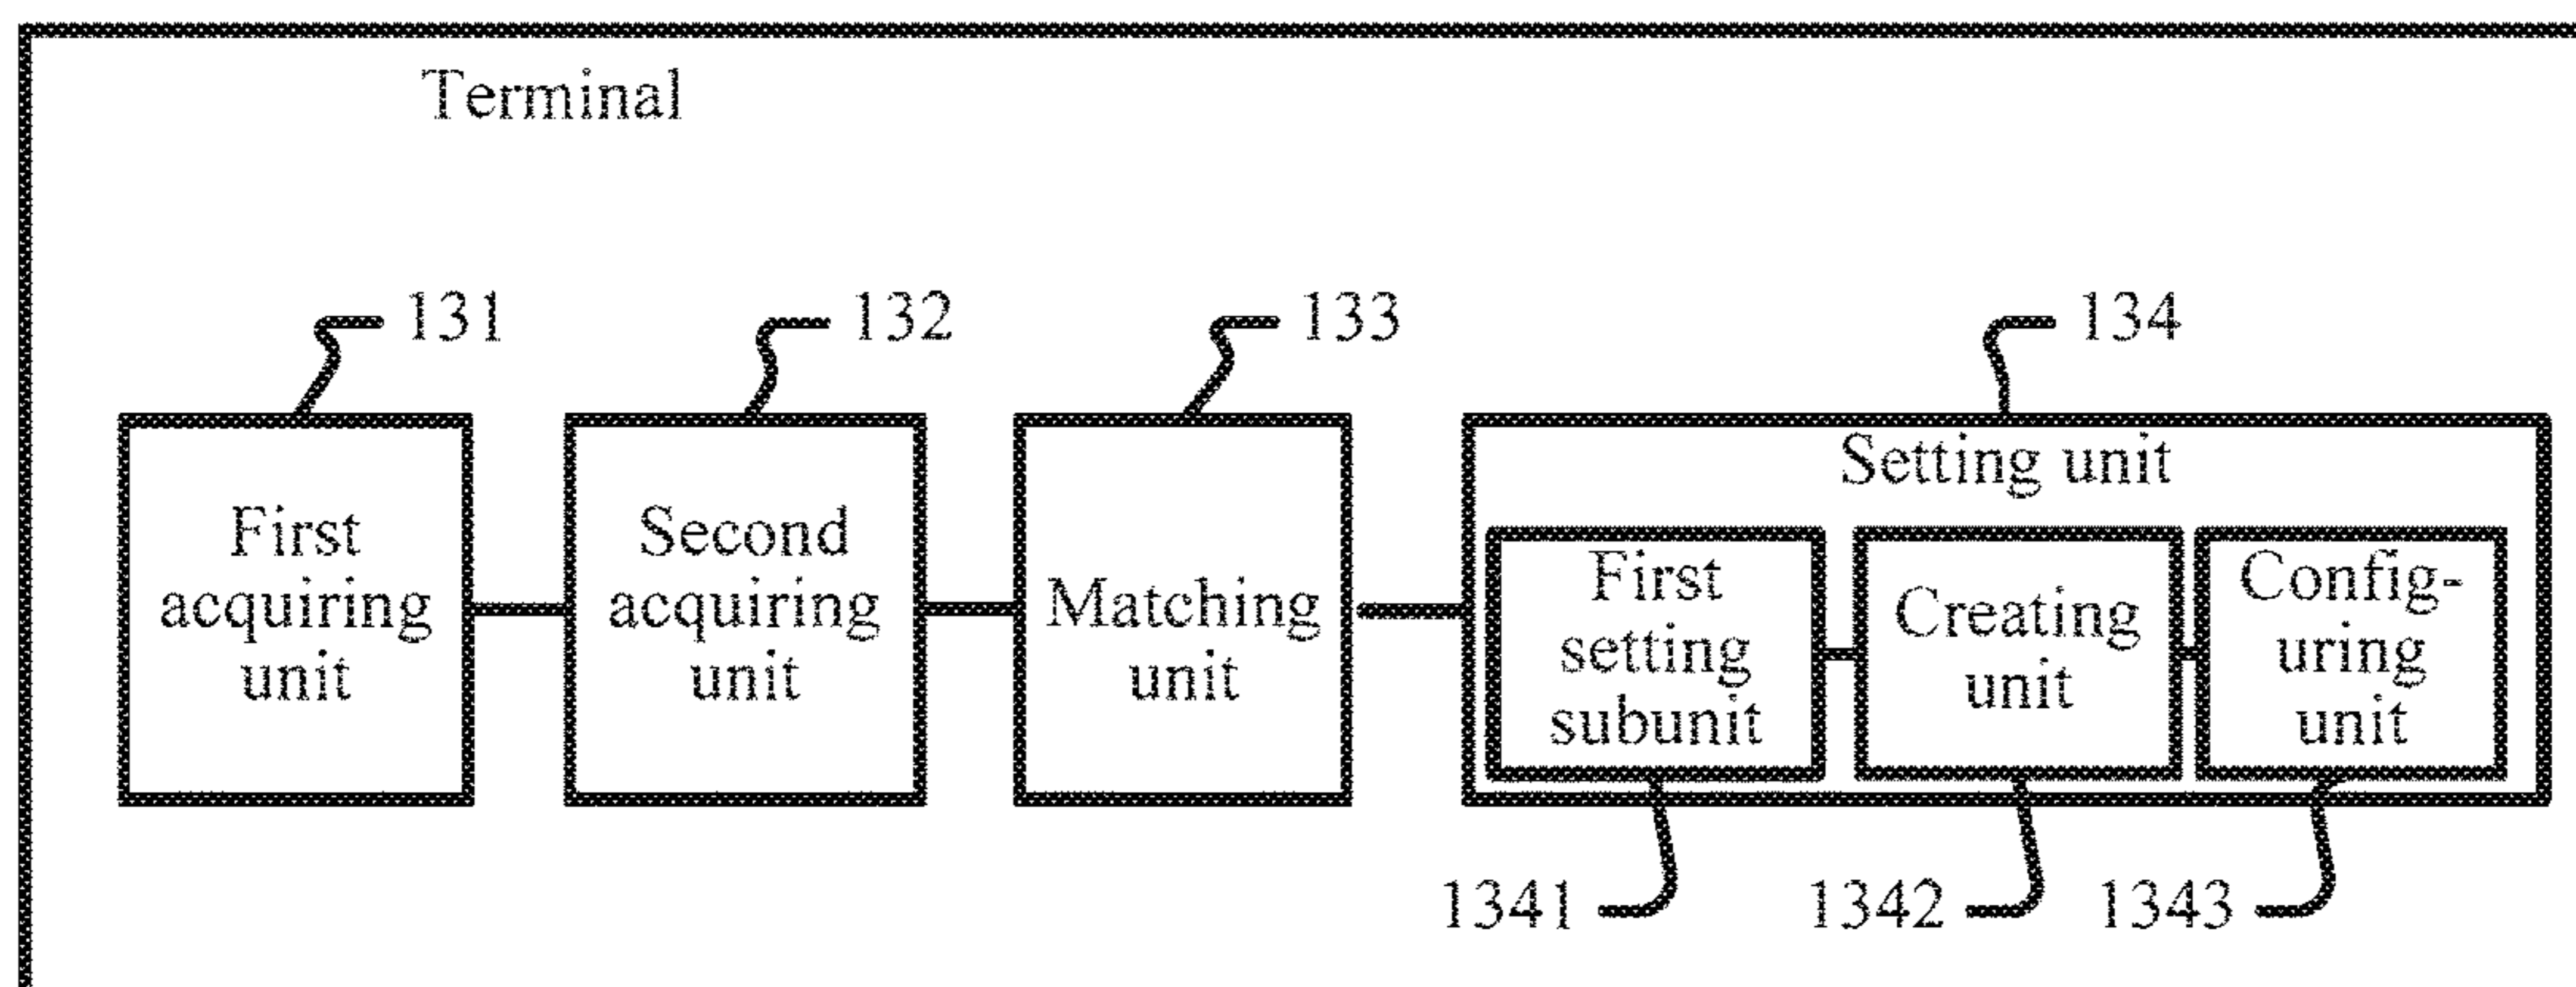 Terminal
131
132
133
134
First
acquiring
unit
Second
acquiring
unit
Matching
unit
Setting unit
First
setting
subunit
Creating
unit
Config-
uring
unit
1341
1342
1343